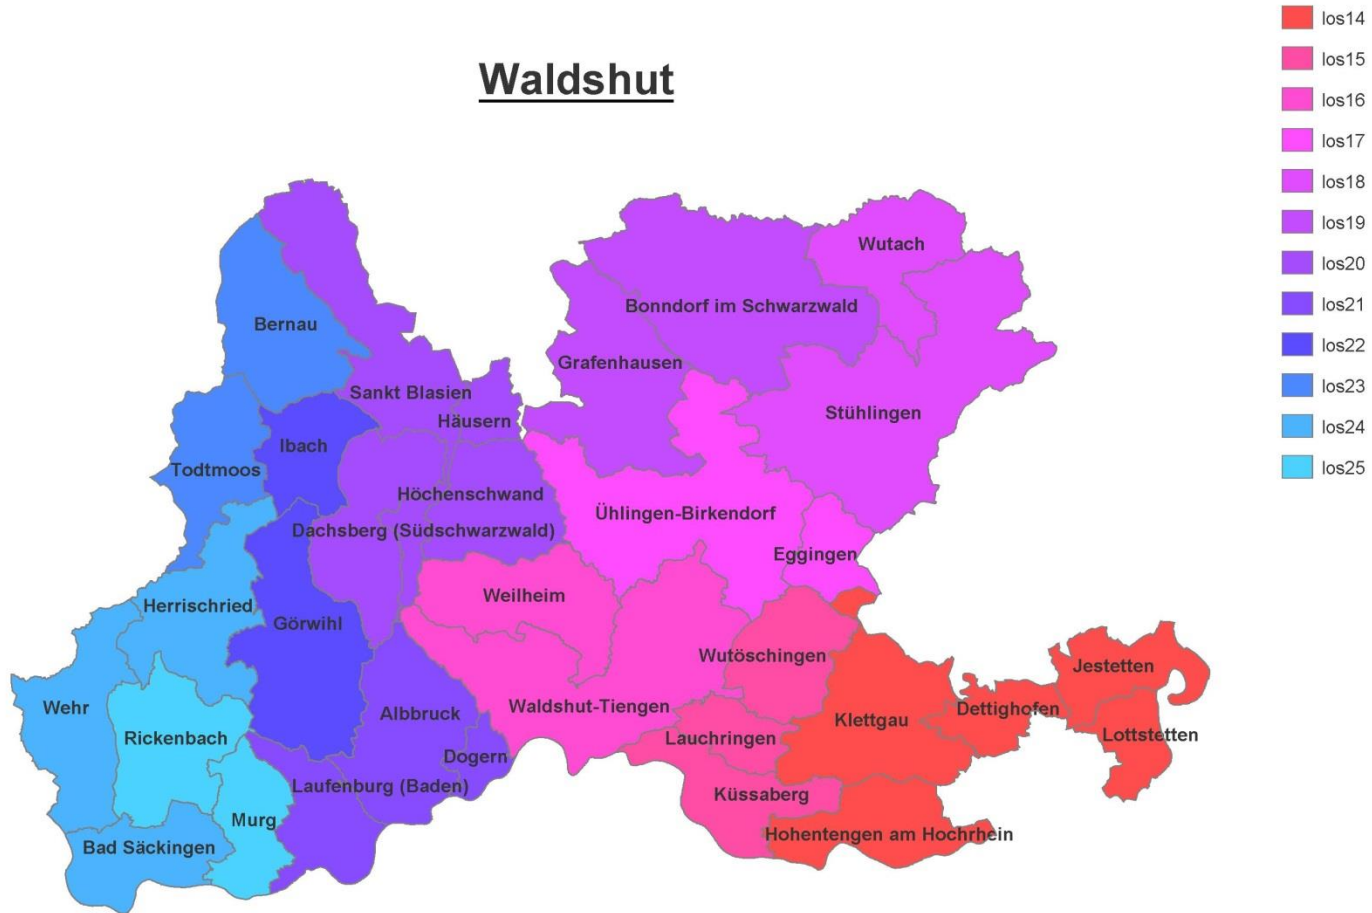 Waldshut
los14
los15
los16
los17
los18
los19
los20
los21
los22
los23
los24
los25
Wutach
Bonndorf im Schwarzwald
Bernau
Grafenhausen
Sankt Blasien
Stühlingen
Häusern
Ibach
Todtmoos
Höchenschwand
Ühlingen-Birkendorf
Dachsberg (Südschwarzwald)
Eggingen
Weilheim
Herrischried
Görwihl
Wutöschingen
Jestetten
Wehr
Waldshut-Tiengen
Dettighofen
Albbruck
Klettgau
Rickenbach
Lauchringen
Lottstetten
Dogern
Laufenburg (Baden)
Küssaberg
Murg
Hohentengen am Hochrhein
Bad Säckingen